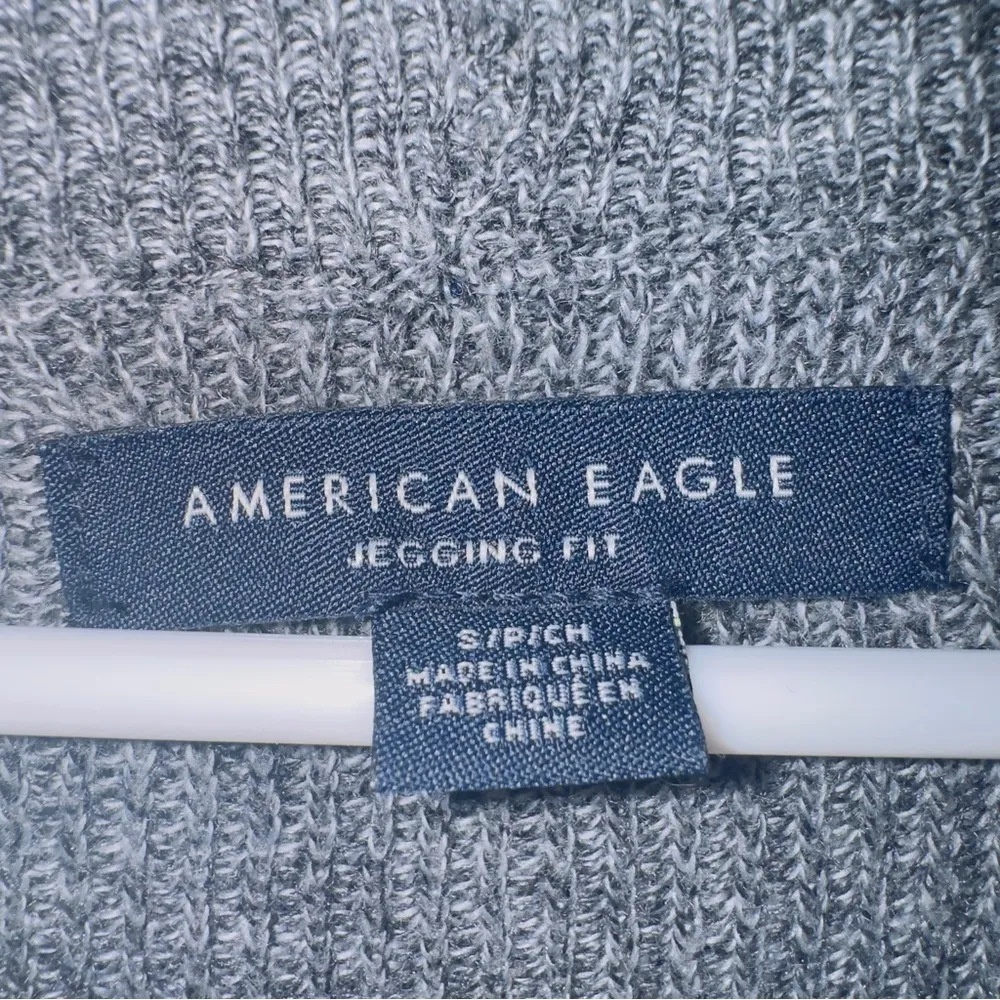 AMERICAN EAGLE
JEGGING FIT
S/P/CH
MADE IN CHINA
FABRIQUÉ EN
CHINE